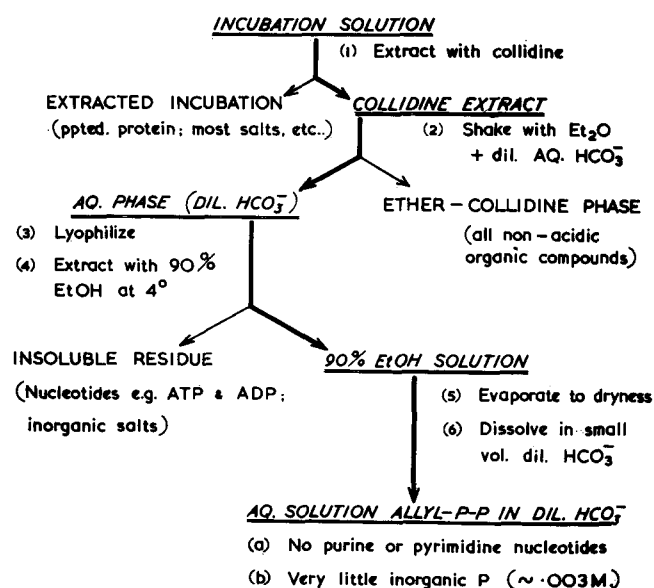 INCUBATION SOLUTION
(1) Extract with collidine
EXTRACTED INCUBATION
(ppted. protein; most salts, etc..)
COLLIDINE EXTRACT
(2) Shake with Et₂O
+ dil. AQ. HCO₃⁻
AQ. PHASE (DIL. HCO₃⁻)
(3) Lyophilize
(4) Extract with 90%
EtOH at 4°
ETHER – COLLIDINE PHASE
(all non – acidic
organic compounds)
INSOLUBLE RESIDUE
(Nucleotides e.g. ATP & ADP;
inorganic salts)
90% EtOH SOLUTION
(5) Evaporate to dryness
(6) Dissolve in small
vol. dil. HCO₃⁻
AQ. SOLUTION ALLYL-P-P IN DIL. HCO₃⁻
(a) No purine or pyrimidine nucleotides
(b) Very little inorganic P (~ ·003M.)